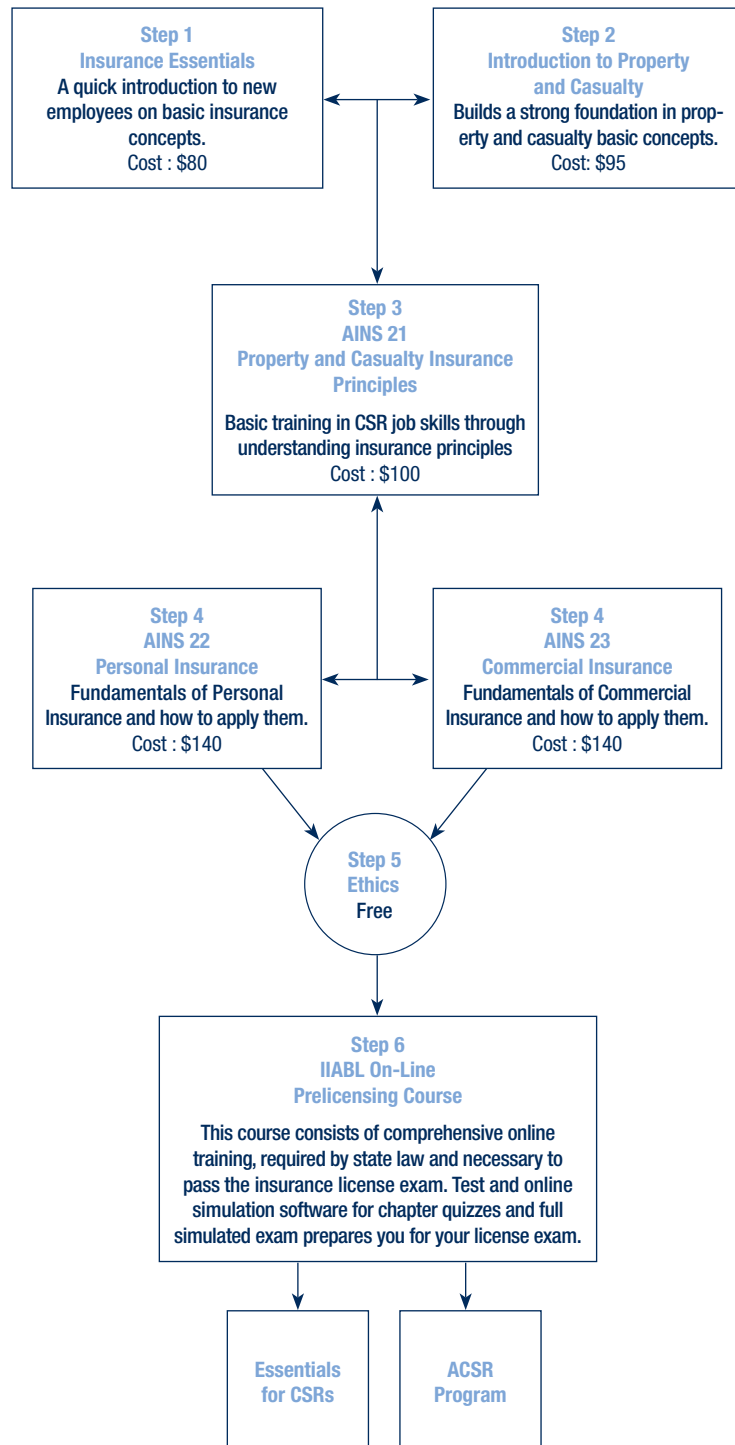 Step 1
Insurance Essentials
A quick introduction to new
employees on basic insurance
concepts.
Cost : $80
Step 2
Introduction to Property
and Casualty
Builds a strong foundation in prop-
erty and casualty basic concepts.
Cost: $95
Step 3
AINS 21
Property and Casualty Insurance
Principles
Basic training in CSR job skills through
understanding insurance principles
Cost : $100
Step 4
AINS 22
Personal Insurance
Fundamentals of Personal
Insurance and how to apply them.
Cost : $140
Step 4
AINS 23
Commercial Insurance
Fundamentals of Commercial
Insurance and how to apply them.
Cost : $140
Step 5
Ethics
Free
Step 6
IIABL On-Line
Prelicensing Course
This course consists of comprehensive online
training, required by state law and necessary to
pass the insurance license exam. Test and online
simulation software for chapter quizzes and full
simulated exam prepares you for your license exam.
Essentials
for CSRs
ACSR
Program